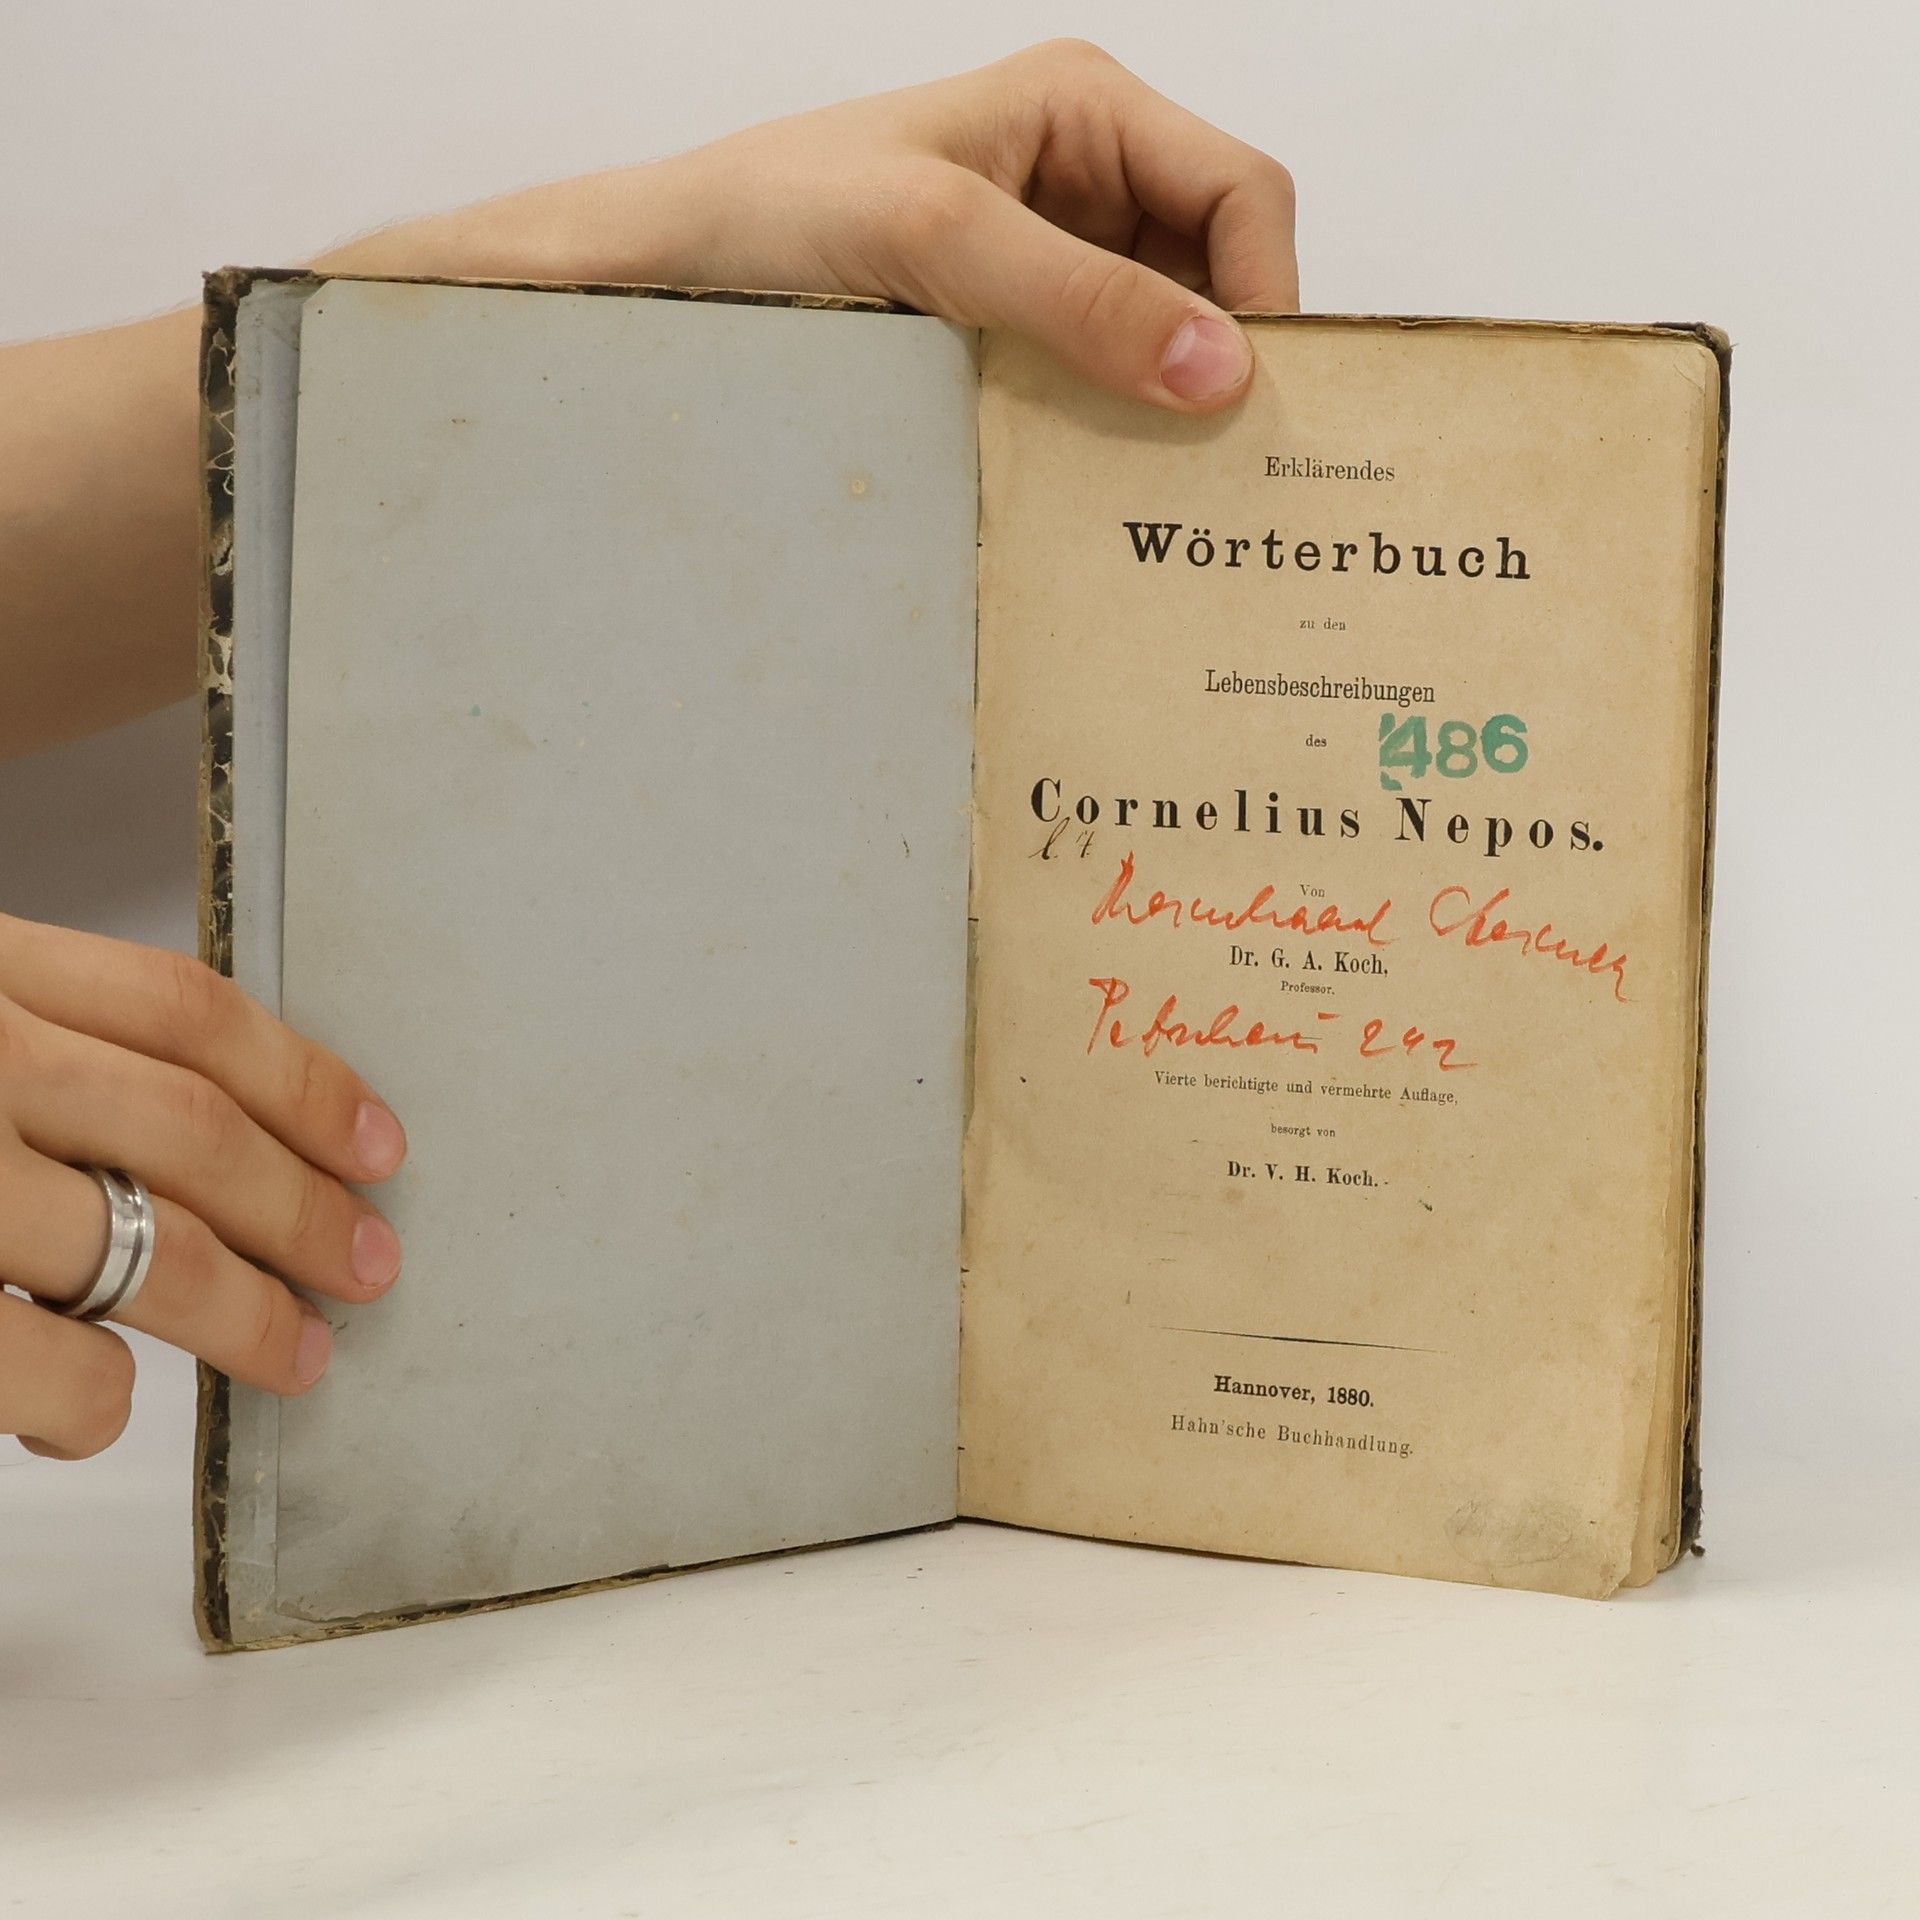 Erklärendes
Wörterbuch
zu den
Lebensbeschreibungen
des
486
Cornelius Nepos.
Von
Dr. G. A. Koch,
Professor.
Vierte berichtigte und vermehrte Auflage,
besorgt von
Dr. V. H. Koch.
Hannover, 1880.
Hahn'sche Buchhandlung.